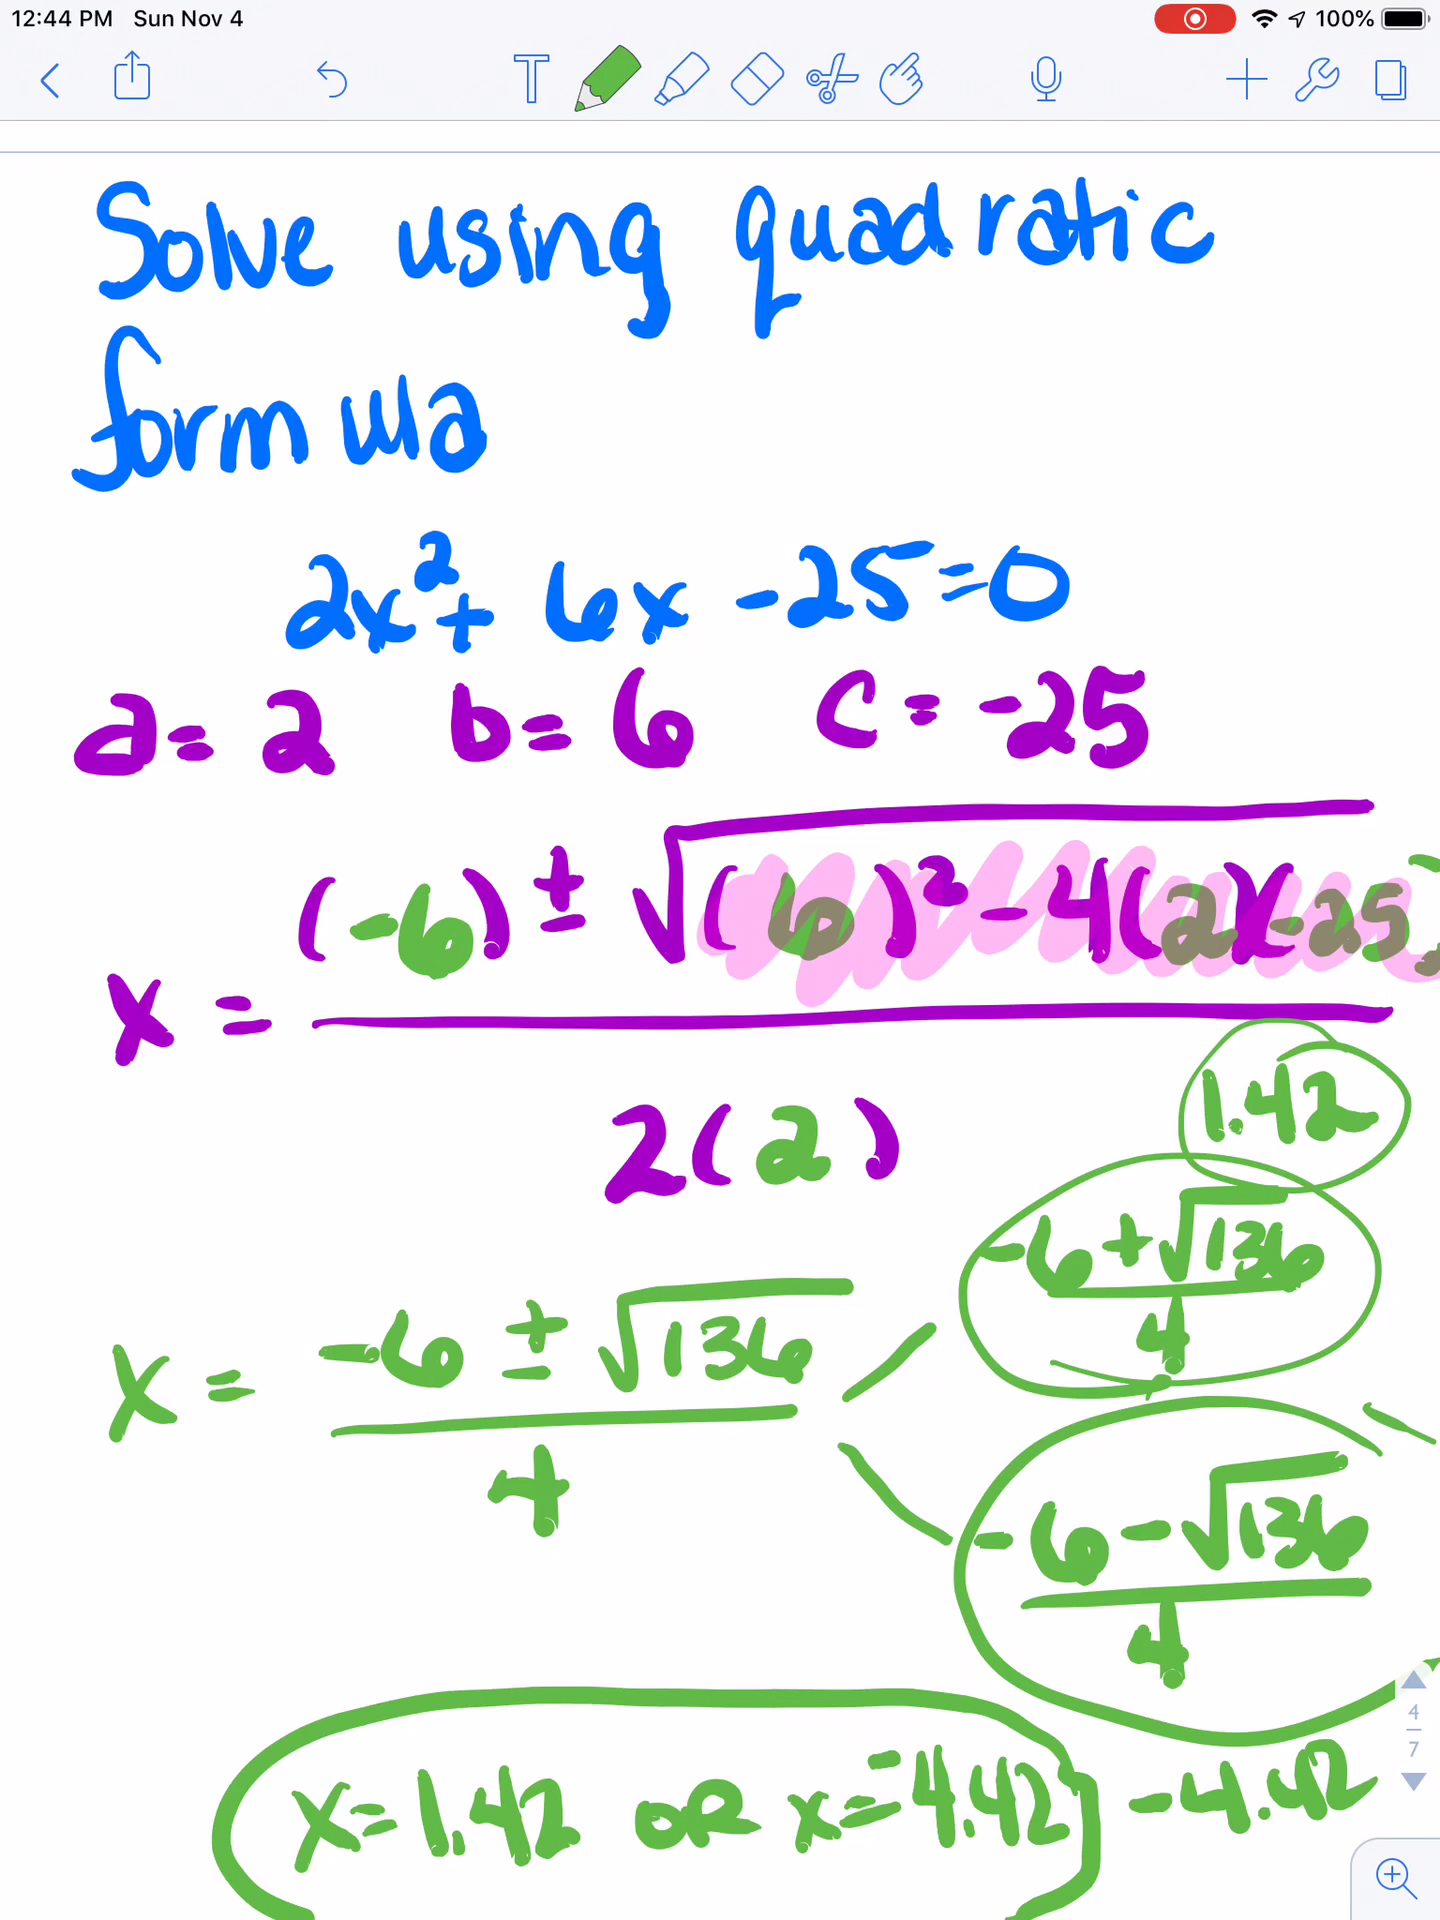 12:44 PM Sun Nov 4 100%
T
Solve using quadratic
formula
2x² + 6x - 25 = 0
a = 2 b = 6 c = -25
x = (-6) ± √(6)² - 4(2)(-25)
2(2)
1.42
-6 + √136
4
x = -6 ± √136
4
-6 - √136
4
4
7
x = 1.42 OR x = -4.42
-4.42